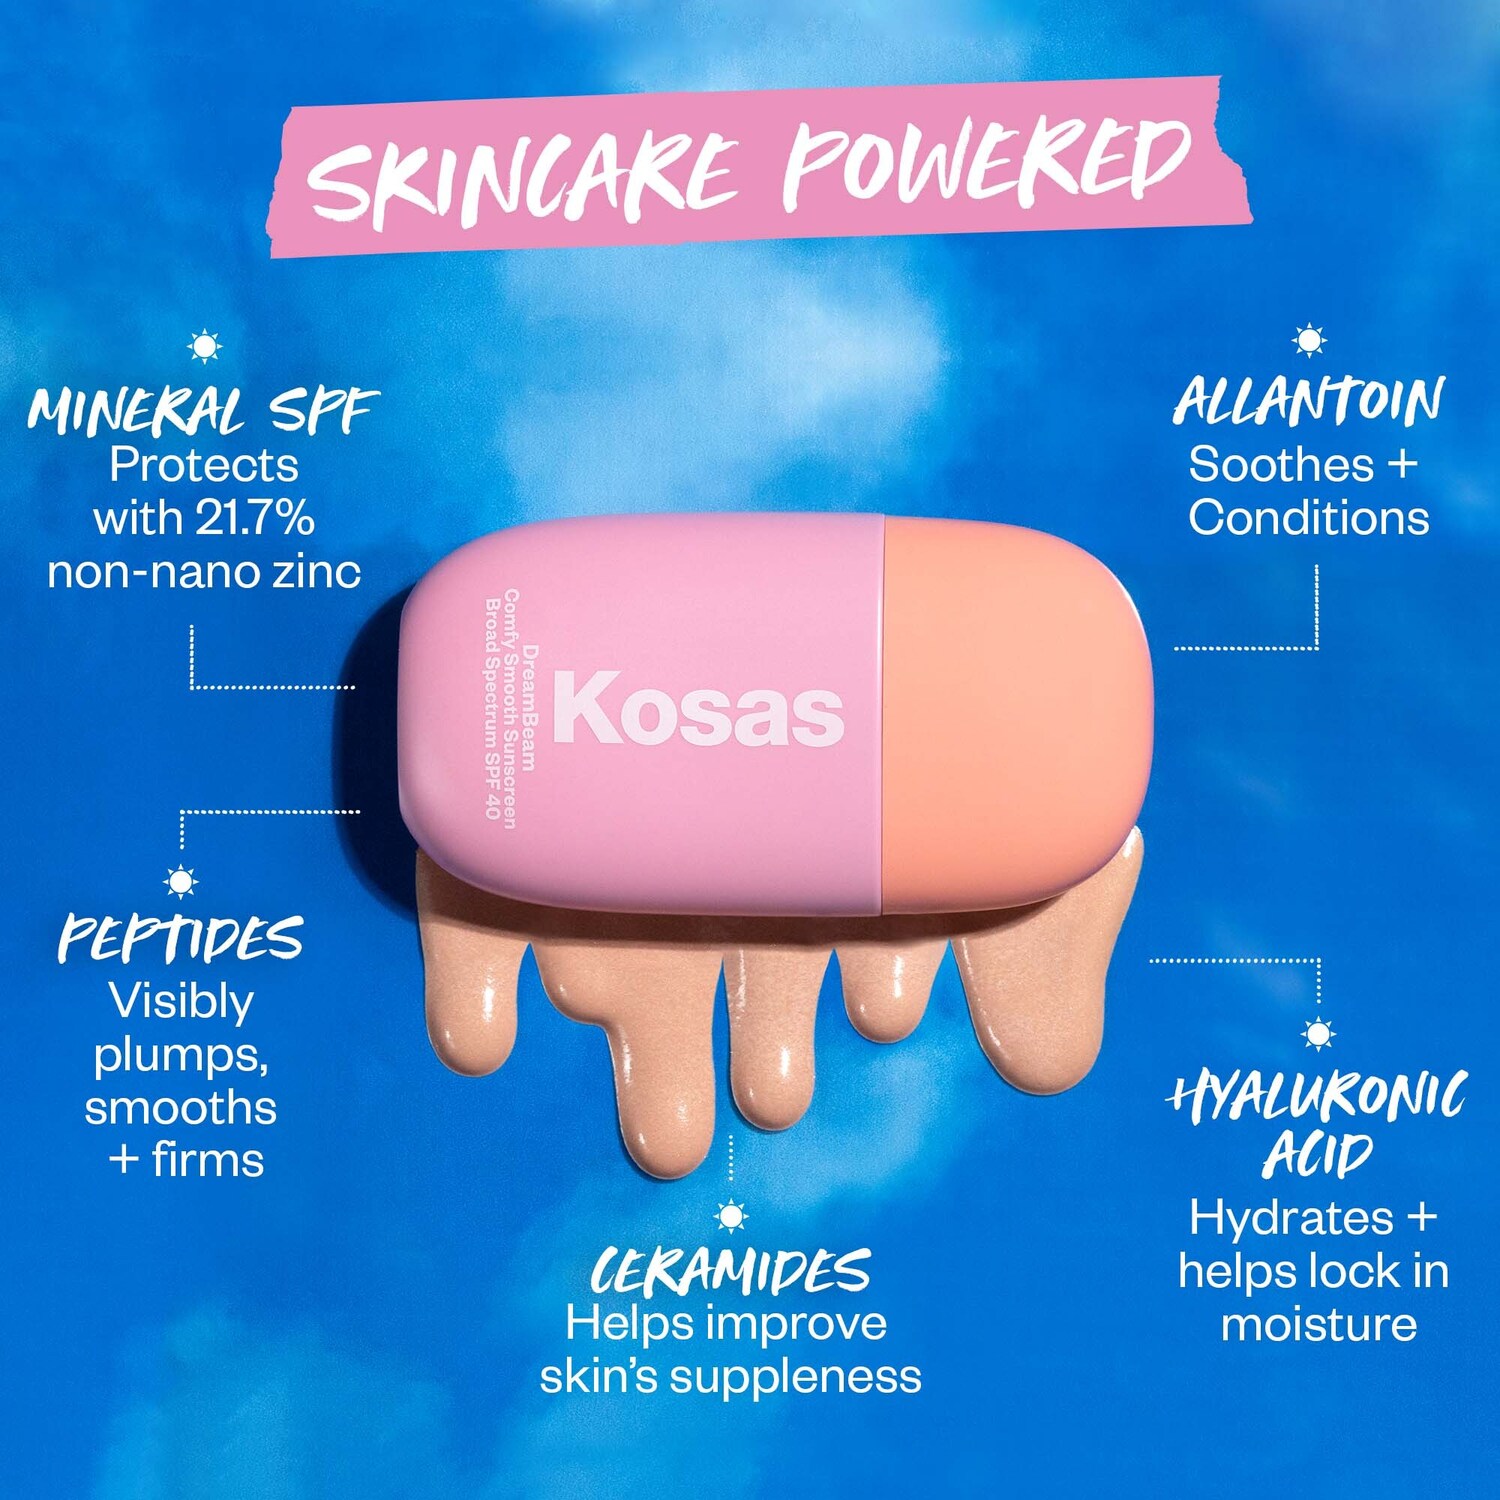 SKINCARE POWERED
MINERAL SPF
Protects
with 21.7%
non-nano zinc
ALLANTOIN
Soothes +
Conditions
Kosas
DreamBeam
Comfy Smooth Sunscreen
Broad Spectrum SPF 40
PEPTIDES
Visibly
plumps,
smooths
+ firms
CERAMIDES
Helps improve
skin's suppleness
HYALURONIC
ACID
Hydrates +
helps lock in
moisture